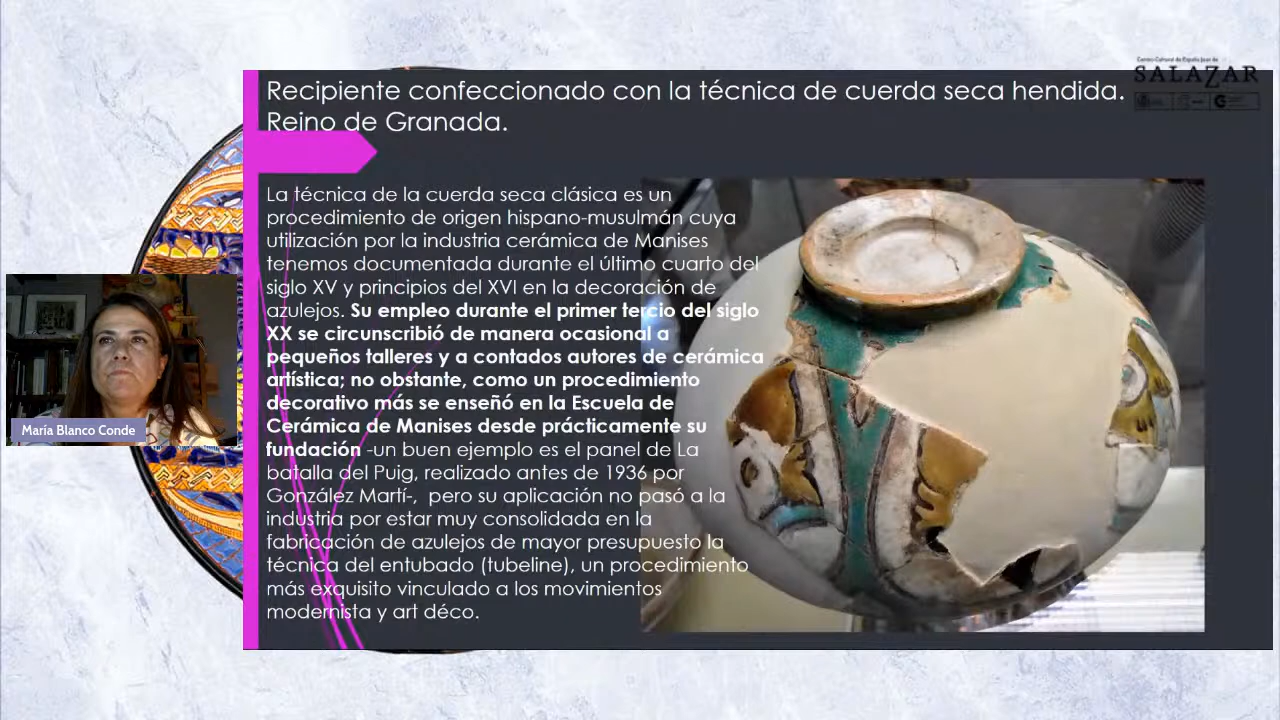 Centro Cultural de España Juan de
SALAZAR
Recipiente confeccionado con la técnica de cuerda seca hendida.
Reino de Granada.
La técnica de la cuerda seca clásica es un
procedimiento de origen hispano-musulmán cuya
utilización por la industria cerámica de Manises
tenemos documentada durante el último cuarto del
siglo XV y principios del XVI en la decoración de
azulejos. Su empleo durante el primer tercio del siglo
XX se circunscribió de manera ocasional a
pequeños talleres y a contados autores de cerámica
artística; no obstante, como un procedimiento
decorativo más se enseñó en la Escuela de
Cerámica de Manises desde prácticamente su
fundación -un buen ejemplo es el panel de La
batalla del Puig, realizado antes de 1936 por
González Martí-, pero su aplicación no pasó a la
industria por estar muy consolidada en la
fabricación de azulejos de mayor presupuesto la
técnica del entubado (tubeline), un procedimiento
más exquisito vinculado a los movimientos
modernista y art déco.
María Blanco Conde